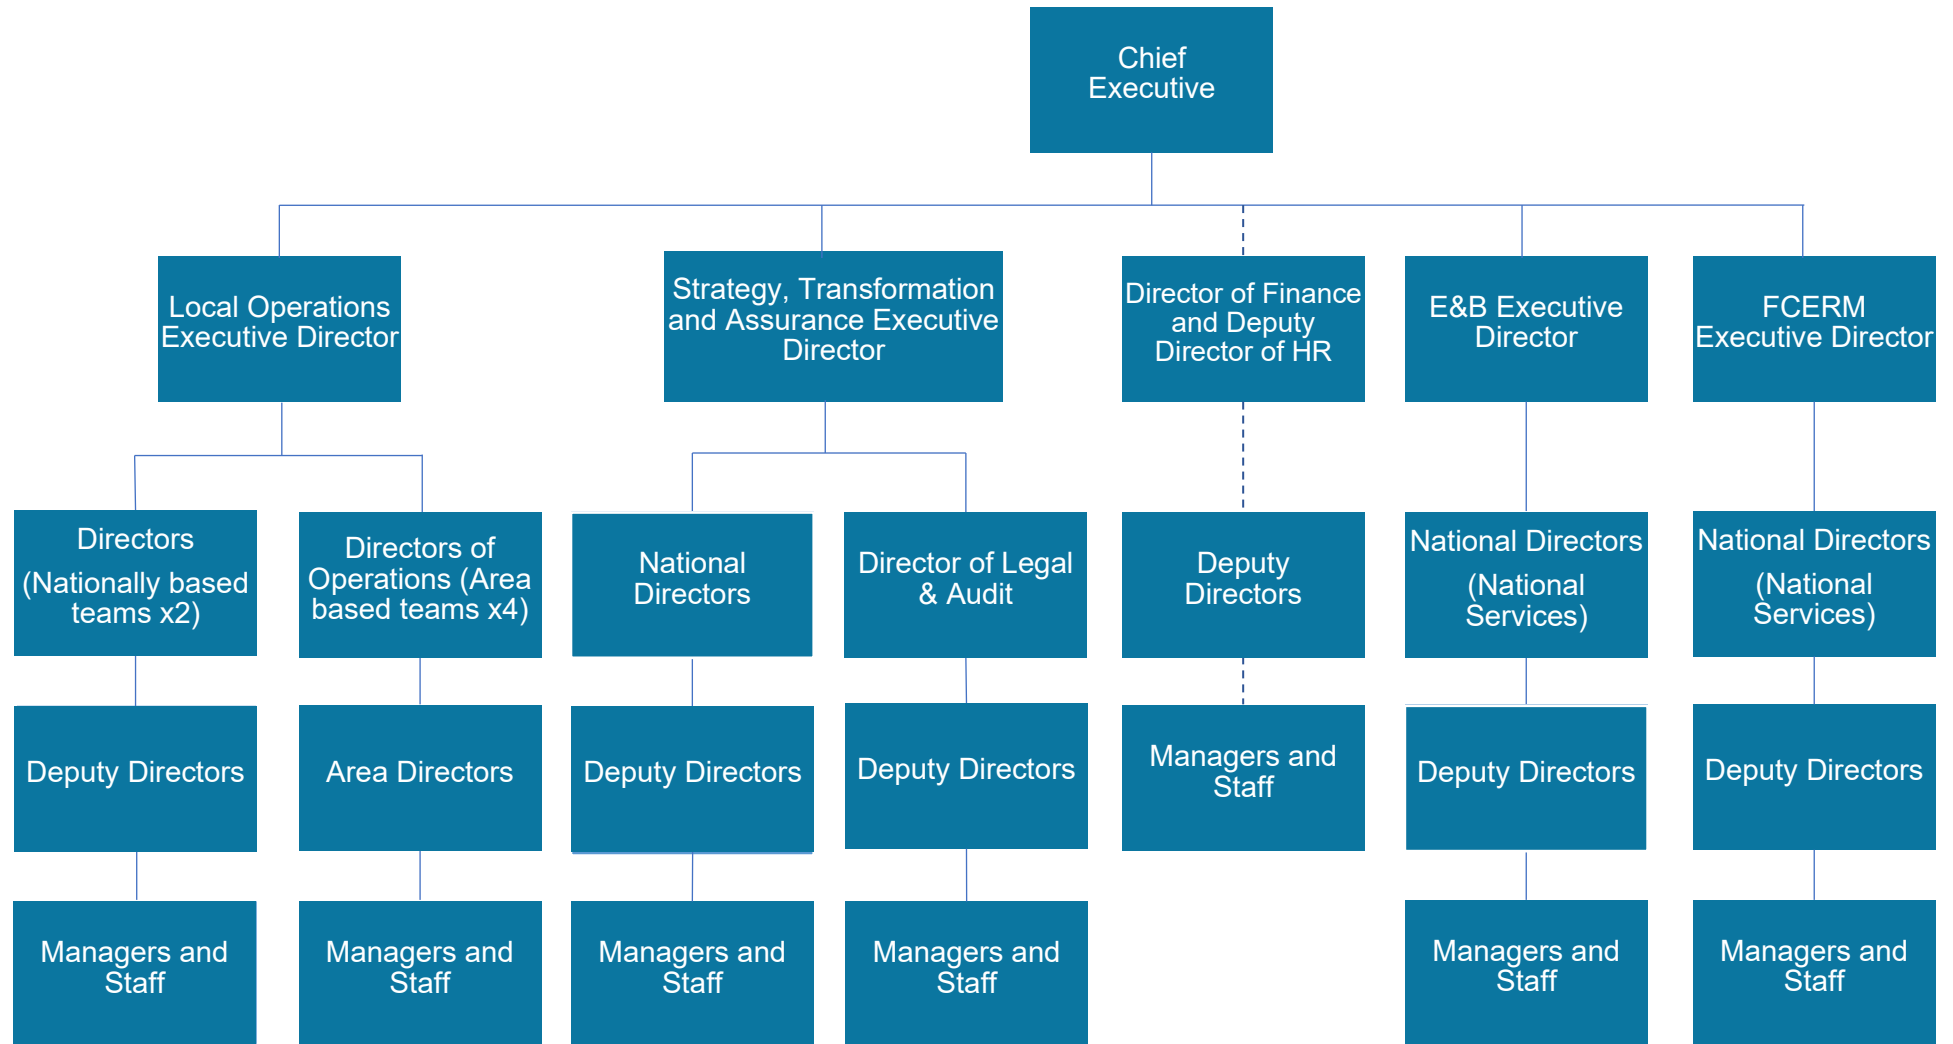 Chief
Executive
Local Operations
Executive Director
Strategy, Transformation
and Assurance Executive
Director
Director of Finance
and Deputy
Director of HR
E&B Executive
Director
FCERM
Executive Director
Directors
(Nationally based
teams x2)
Directors of
Operations (Area
based teams x4)
National
Directors
Director of Legal
& Audit
Deputy
Directors
National Directors
(National
Services)
National Directors
(National
Services)
Deputy Directors
Area Directors
Deputy Directors
Deputy Directors
Managers and
Staff
Deputy Directors
Deputy Directors
Managers and
Staff
Managers and
Staff
Managers and
Staff
Managers and
Staff
Managers and
Staff
Managers and
Staff